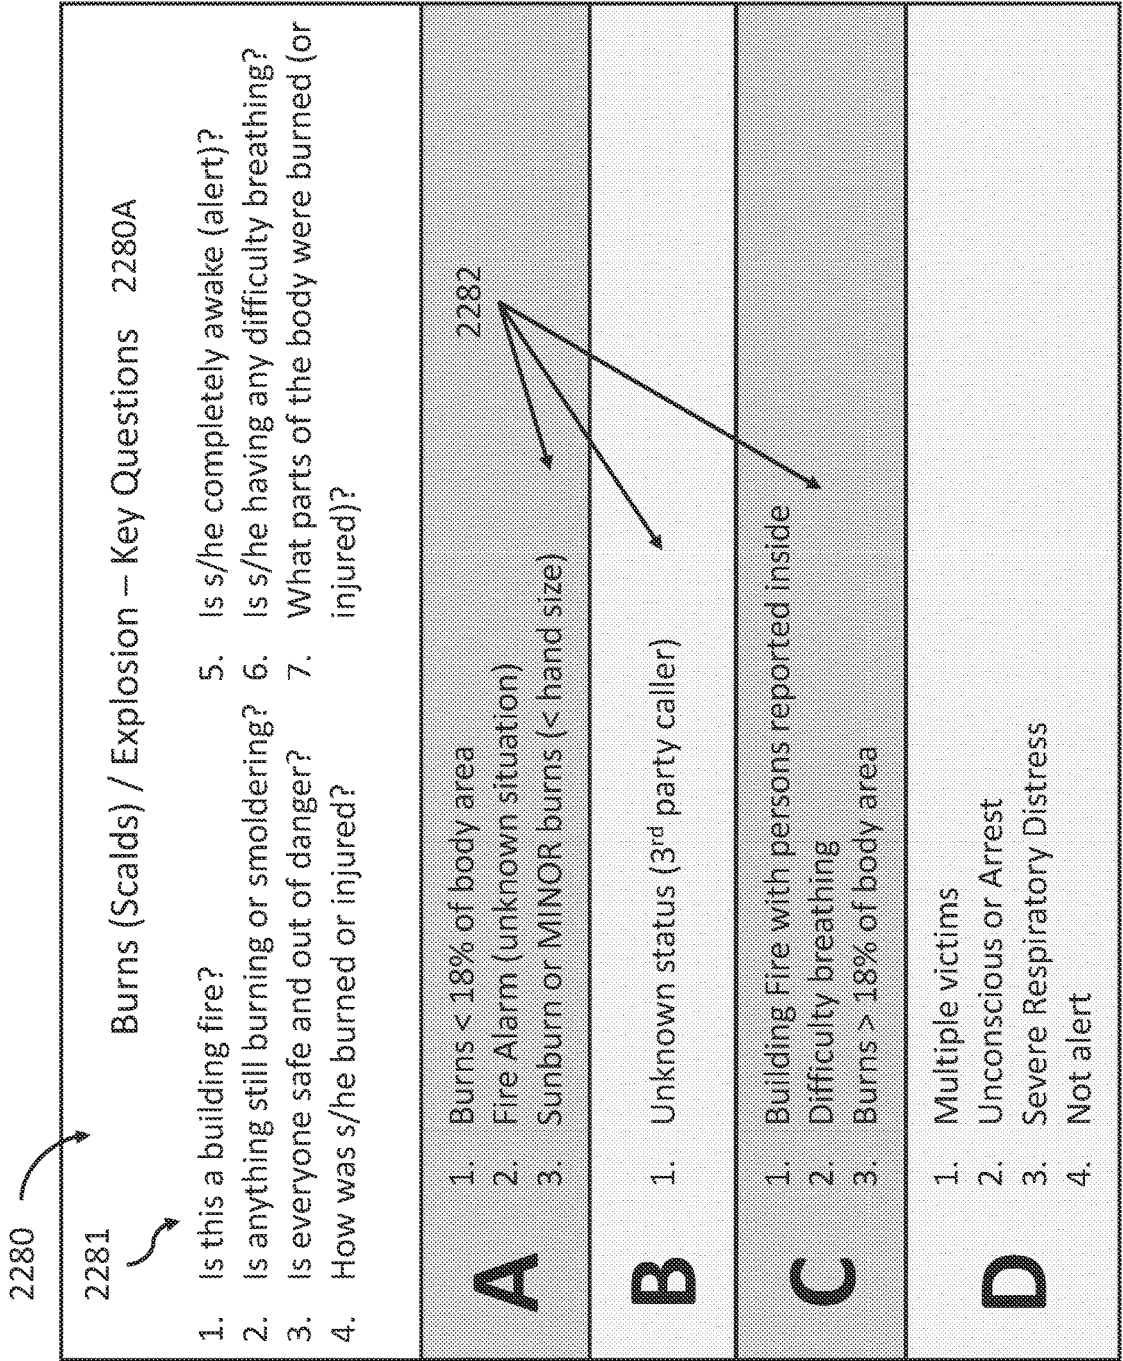 2280
2281
Burns (Scalds) / Explosion – Key Questions 2280A
1. Is this a building fire?
2. Is anything still burning or smoldering?
3. Is everyone safe and out of danger?
4. How was s/he burned or injured?
5. Is s/he completely awake (alert)?
6. Is s/he having any difficulty breathing?
7. What parts of the body were burned (or
injured)?
2282
A
1. Burns < 18% of body area
2. Fire Alarm (unknown situation)
3. Sunburn or MINOR burns (< hand size)
B
1. Unknown status (3rd party caller)
C
1. Building Fire with persons reported inside
2. Difficulty breathing
3. Burns > 18% of body area
D
1. Multiple victims
2. Unconscious or Arrest
3. Severe Respiratory Distress
4. Not alert